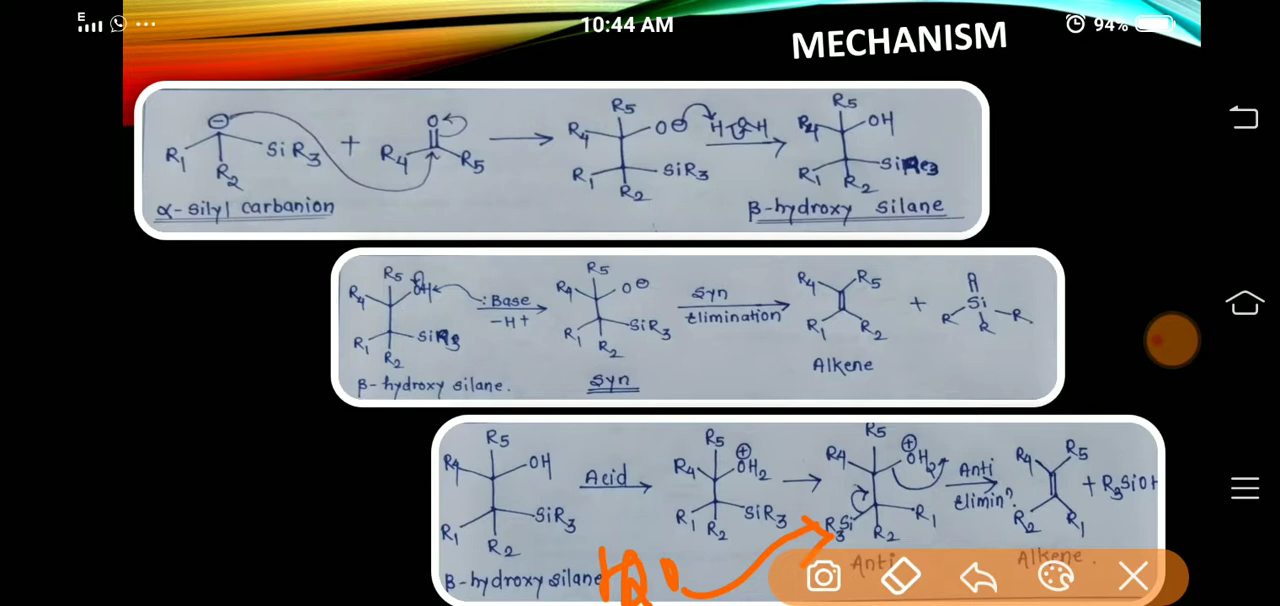 E 10:44 AM 94%
MECHANISM
R1 R2 ⊖ SiR3 + R4 O R5 → R5 R4 O⊖ SiR3 R1 R2 H-O-H → R5 R4 OH R1 R2
α-silyl carbanion β-hydroxy silane
R5 R4 OH R1 R2 :Base -H+ → R5 R4 O⊖ SiR3 R1 R2 Syn Elimination → R4 R5 R1 R2 + R Si R R R
Alkene
β-hydroxy silane. Syn
R5 R4 OH SiR3 R1 R2 Acid → R5 R4 ⊕ OH2 SiR3 R1 R2 → R5 R4 ⊕ OH2 R3Si R1 R2 Anti Elimin? → R4 R5 R2 R1 + R3SiOH
β-hydroxy silane Anti Alkene.